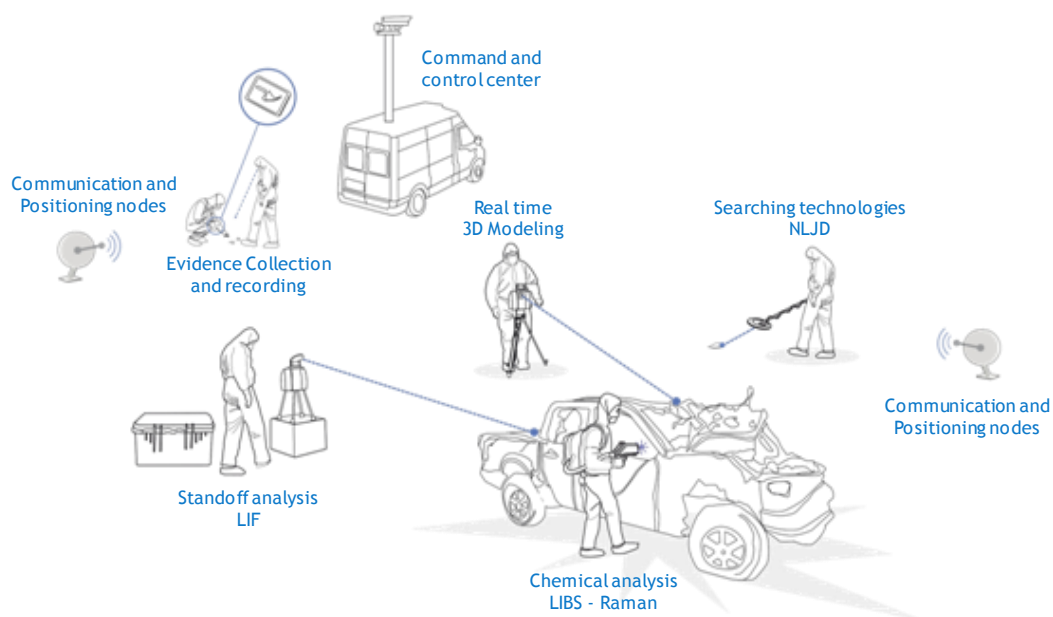 Command and
control center
Communication and
Positioning nodes
Real time
3D Modeling
Searching technologies
NLJD
Evidence Collection
and recording
Communication and
Positioning nodes
Standoff analysis
LIF
Chemical analysis
LIBS - Raman